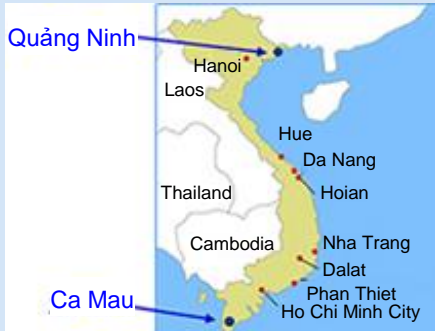 Quảng Ninh
Hanoi
Laos
Hue
Da Nang
Hoian
Thailand
Cambodia
Nha Trang
Dalat
Ca Mau
Phan Thiet
Ho Chi Minh City